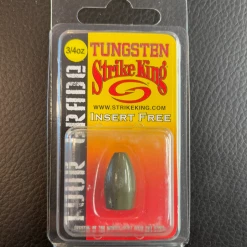 3/4oz
TUNGSTEN
Strike King
WWW.STRIKEKING.COM
INSERT FREE
TOUR GRADE